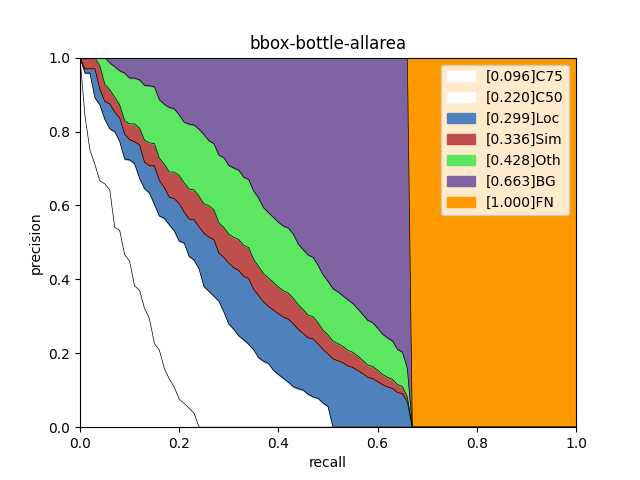 bbox-bottle-allarea
1.0
0.8
0.6
0.4
0.2
0.0
precision
[0.096]C75
[0.220]C50
[0.299]Loc
[0.336]Sim
[0.428]Oth
[0.663]BG
[1.000]FN
0.0 0.2 0.4 0.6 0.8 1.0
recall